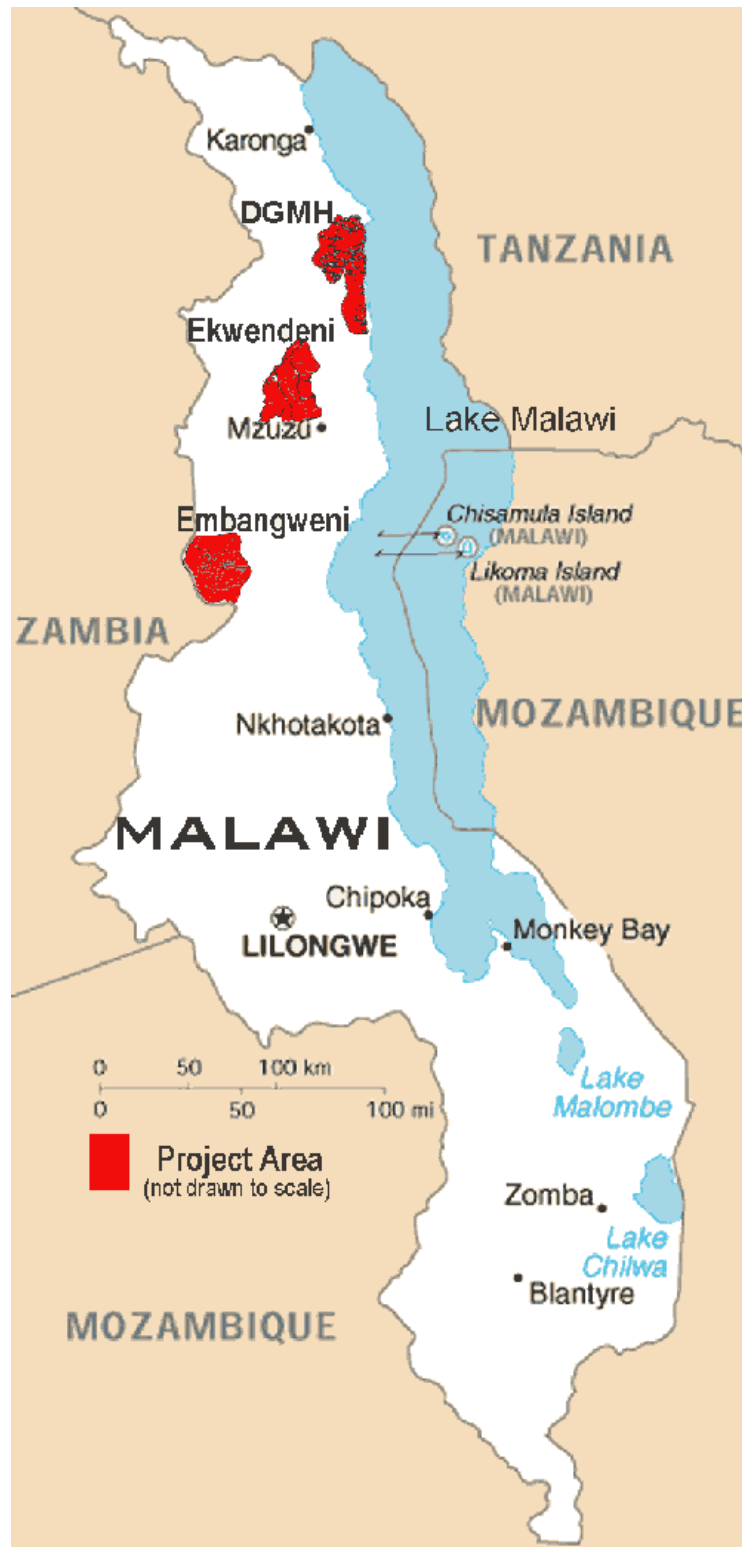 Karonga
DGMH
TANZANIA
Ekwendeni
Lake Malawi
Mzuzu
Embangweni
Chisamula Island
(MALAWI)
Likoma Island
(MALAWI)
ZAMBIA
Nkhotakota
MOZAMBIQUE
MALAWI
Chipoka
LILONGWE
Monkey Bay
0 50 100 km
0 50 100 mi
Lake
Malombe
Project Area
(not drawn to scale)
Zomba
Lake
Chilwa
Blantyre
MOZAMBIQUE